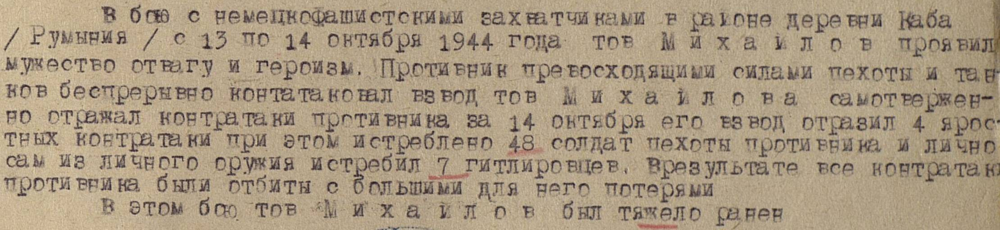 В бою с немецкофашистскими захватчиками в районе деревни Каба
/ Румыния / с 13 по 14 октября 1944 года тов М и х а й л о в проявил
мужество отвагу и героизм. Противник превосходящими силами пехоты и тан
ков беспрерывно контатаковал взвод тов М и х а й л о в а самотвержен-
но отражал контратаки противника за 14 октября его взвод отразил 4 ярос-
тных контратаки при этом истреблено 48 солдат пехоты противника и лично
сам из личного оружия истребил 7 гитлировцев. Врезультате все контратаки
противника были отбиты с большими для него потерями
В этом бою тов М и х а й л о в был тяжело ранен